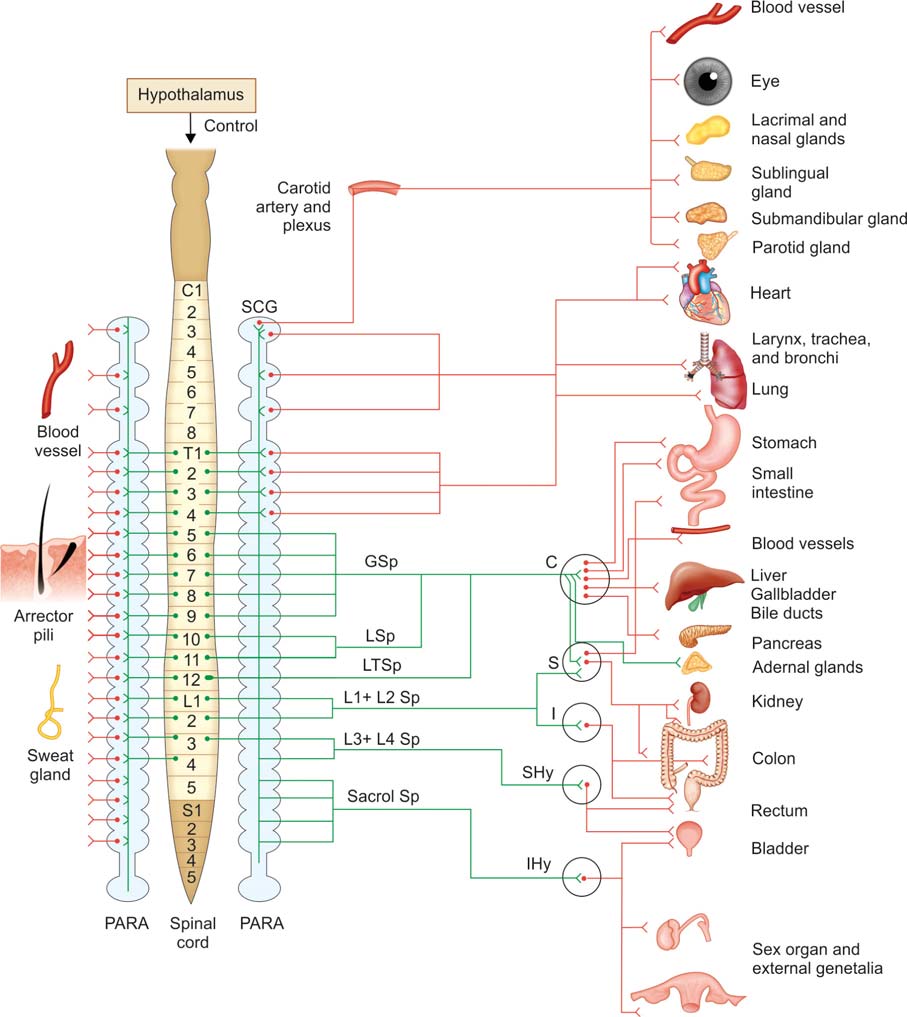 Blood vessel
Hypothalamus
Control
Eye
Lacrimal and
nasal glands
Sublingual
gland
Submandibular gland
Parotid gland
Carotid
artery and
plexus
Heart
Larynx, trachea,
and bronchi
Lung
SCG
C1
2
3
4
5
6
7
8
T1
2
3
4
5
6
7
8
9
10
11
12
L1
2
3
4
5
S1
2
3
4
5
Blood
vessel
Arrector
pili
Sweat
gland
GSp
LSp
LTSp
L1+ L2 Sp
L3+ L4 Sp
Sacrol Sp
C
S
I
SHy
IHy
Stomach
Small
intestine
Blood vessels
Liver
Gallbladder
Bile ducts
Pancreas
Adernal glands
Kidney
Colon
Rectum
Bladder
Sex organ and
external genetalia
PARA
Spinal
cord
PARA